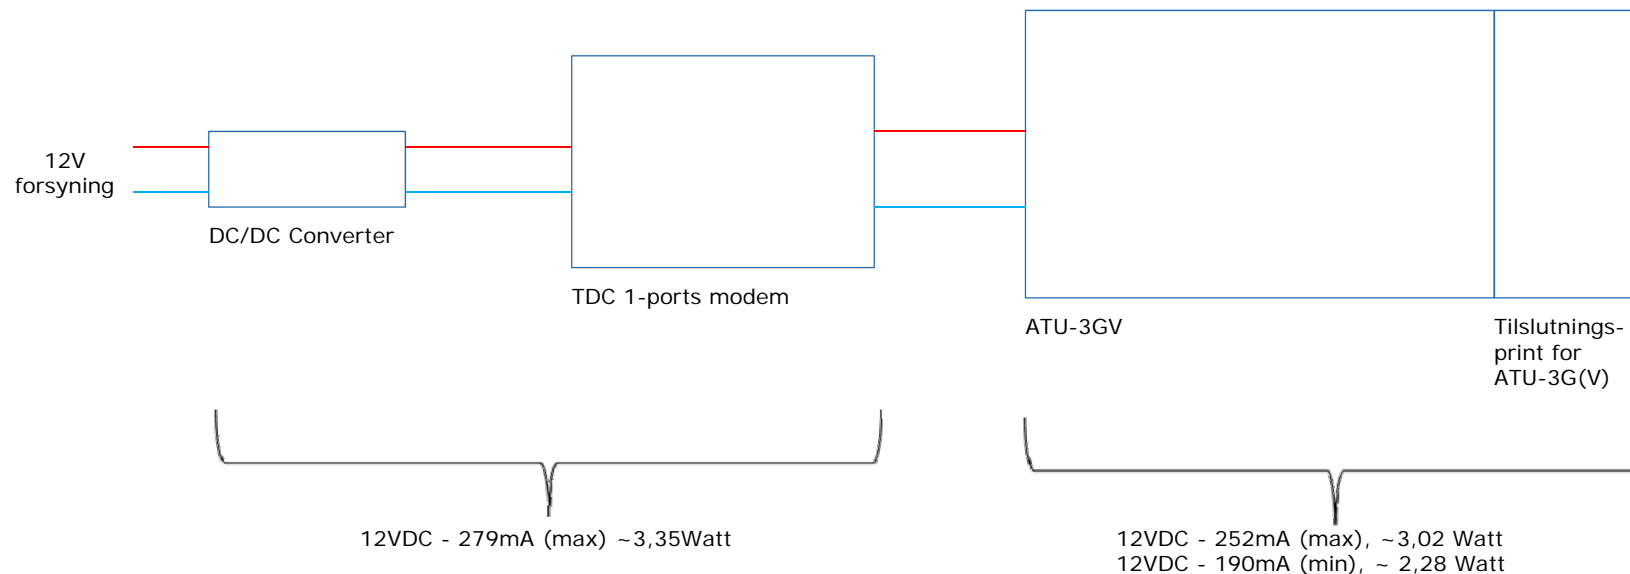 12V
forsyning
DC/DC Converter
TDC 1-ports modem
ATU-3GV
Tilslutnings-
print for
ATU-3G(V)
12VDC - 279mA (max) ~3,35Watt
12VDC - 252mA (max), ~3,02 Watt
12VDC - 190mA (min), ~ 2,28 Watt